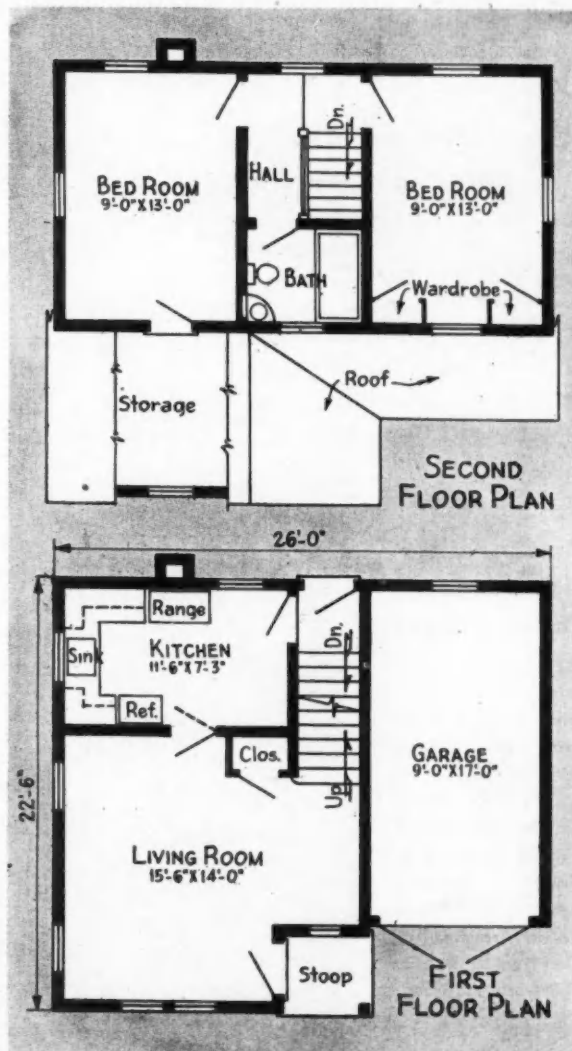 BED ROOM
9'-0"X13'-0"
HALL
Dn.
BED ROOM
9'-0"X13'-0"
BATH
Wardrobe
Storage
Roof
SECOND
FLOOR PLAN
26'-0"
Range
KITCHEN
11'-6"X7'-3"
Sink
Ref.
Dn.
Clos.
Up
GARAGE
9'-0"X17'-0"
22'-6"
LIVING ROOM
15'-6"X14'-0"
Stoop
FIRST
FLOOR PLAN